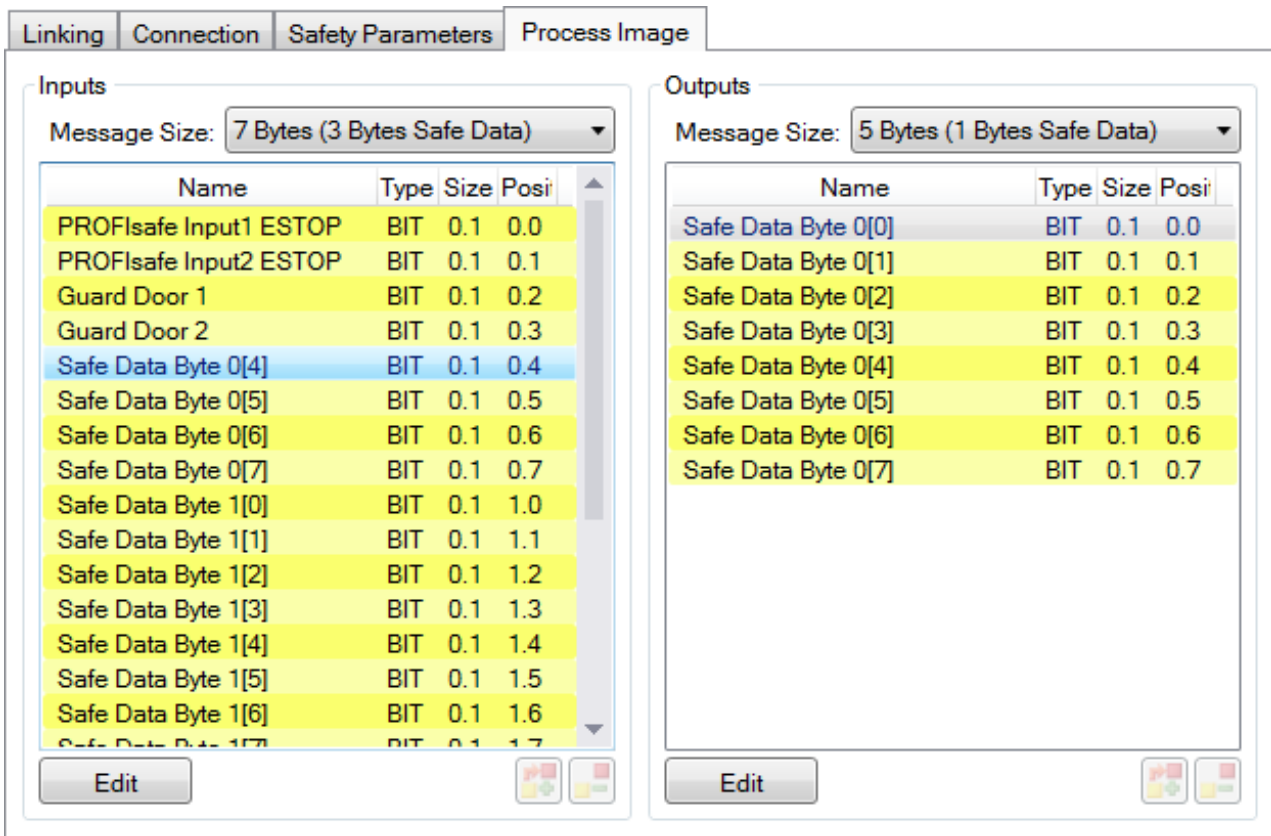 Linking Connection Safety Parameters Process Image
Inputs
Message Size: 7 Bytes (3 Bytes Safe Data)
Name Type Size Posit
PROFIsafe Input1 ESTOP BIT 0.1 0.0
PROFIsafe Input2 ESTOP BIT 0.1 0.1
Guard Door 1 BIT 0.1 0.2
Guard Door 2 BIT 0.1 0.3
Safe Data Byte 0[4] BIT 0.1 0.4
Safe Data Byte 0[5] BIT 0.1 0.5
Safe Data Byte 0[6] BIT 0.1 0.6
Safe Data Byte 0[7] BIT 0.1 0.7
Safe Data Byte 1[0] BIT 0.1 1.0
Safe Data Byte 1[1] BIT 0.1 1.1
Safe Data Byte 1[2] BIT 0.1 1.2
Safe Data Byte 1[3] BIT 0.1 1.3
Safe Data Byte 1[4] BIT 0.1 1.4
Safe Data Byte 1[5] BIT 0.1 1.5
Safe Data Byte 1[6] BIT 0.1 1.6
Safe Data Byte 1[7] BIT 0.1 1.7
Edit
Outputs
Message Size: 5 Bytes (1 Bytes Safe Data)
Name Type Size Posit
Safe Data Byte 0[0] BIT 0.1 0.0
Safe Data Byte 0[1] BIT 0.1 0.1
Safe Data Byte 0[2] BIT 0.1 0.2
Safe Data Byte 0[3] BIT 0.1 0.3
Safe Data Byte 0[4] BIT 0.1 0.4
Safe Data Byte 0[5] BIT 0.1 0.5
Safe Data Byte 0[6] BIT 0.1 0.6
Safe Data Byte 0[7] BIT 0.1 0.7
Edit